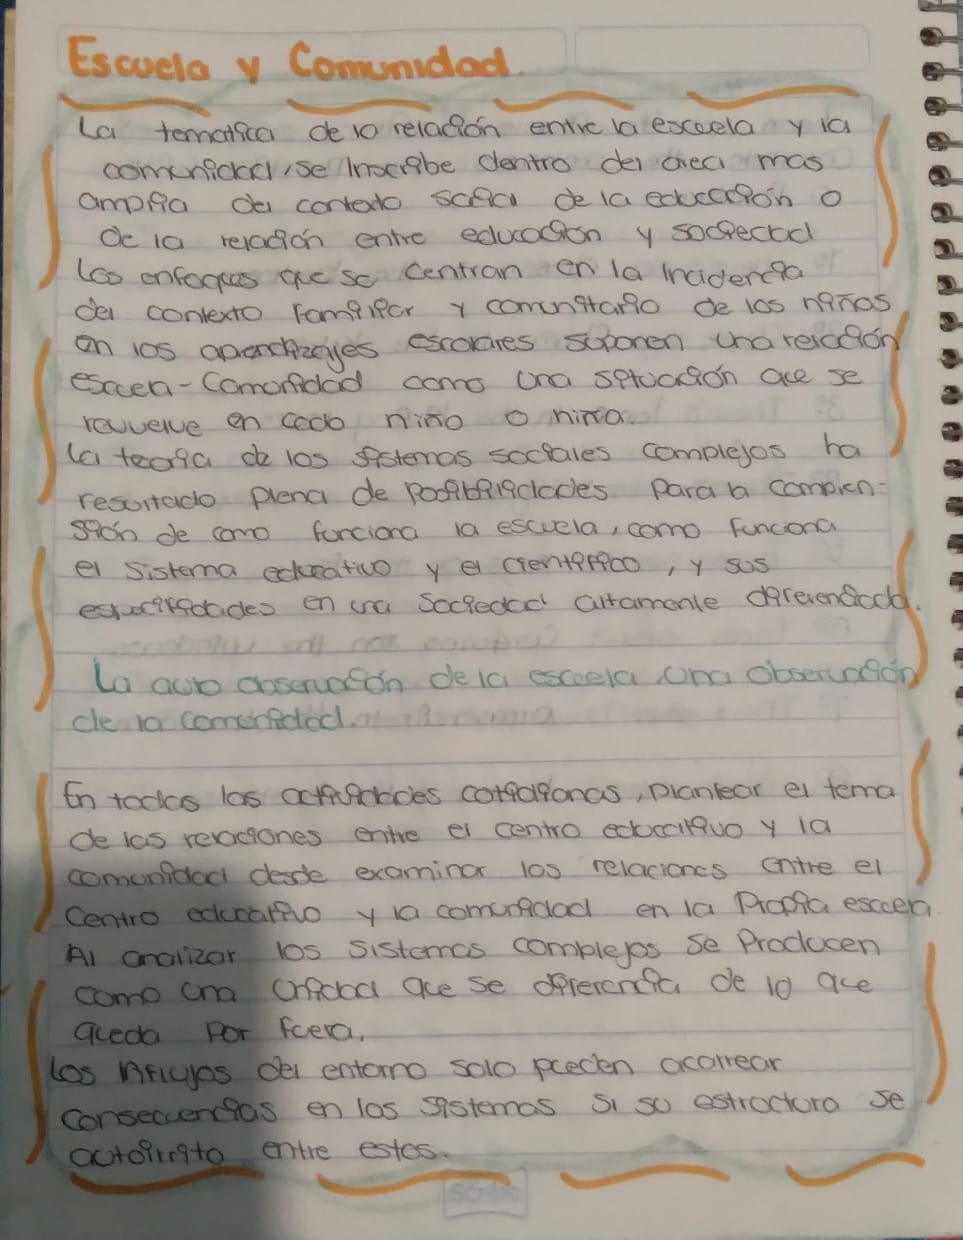 Escuela y Comunidad.
La tematica de la relación entre la escuela y la
comunidad, se inscribe dentro del area mas
amplia del contexto social de la educación o
de la relación entre educación y sociedad
Los enfoques que se centran en la incidencia
del contexto familiar y comunitario de los niños
en los aprendizajes escolares suponen una relación
escuela-Comunidad como una situación que se
en cada niño o niña.
La teoria de los sistemas sociales complejos ha
resultado plena de posibilidades para la compren-
sión de como funciona la escuela, como funciona
el sistema educativo y el cientifico, y sus
en una sociedad altamente diferenciada.
La auto observación de la escuela una observación
de la comunidad.
En todas las actividades cotidianas, plantear el tema
de las relaciones entre el centro educativo y la
comunidad desde examinar las relaciones entre el
Centro educativo y la comunidad en la Propia escuela.
Al analizar los sistemas complejos se Producen
como una unidad que se diferencia de lo que
queda por fuera.
Los influjos del entorno solo pueden acarrear
consecuencias en los sistemas si su estructura se
entre estos.
Scribe